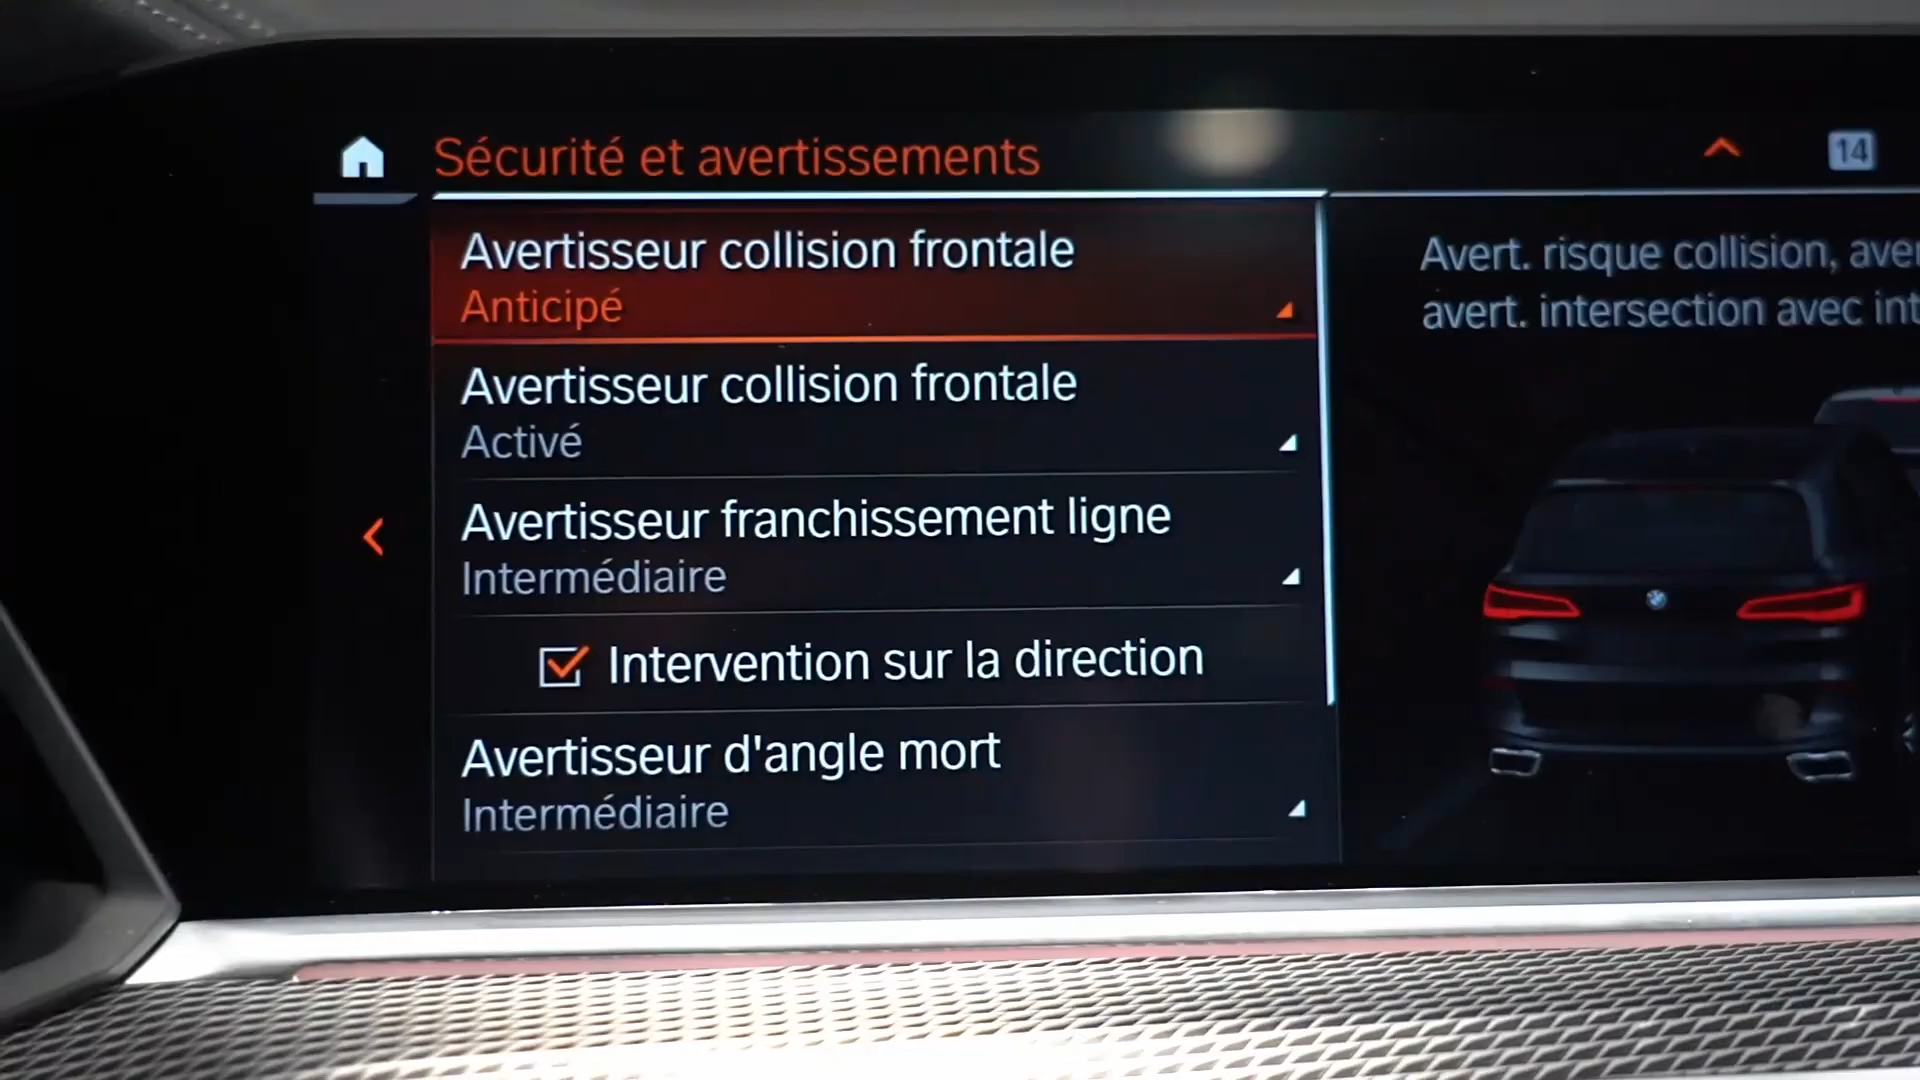 Sécurité et avertissements
14
Avertisseur collision frontale
Anticipé
Avertisseur collision frontale
Activé
Avertisseur franchissement ligne
Intermédiaire
Intervention sur la direction
Avertisseur d'angle mort
Intermédiaire
Avert. risque collision,
avert. intersection avec